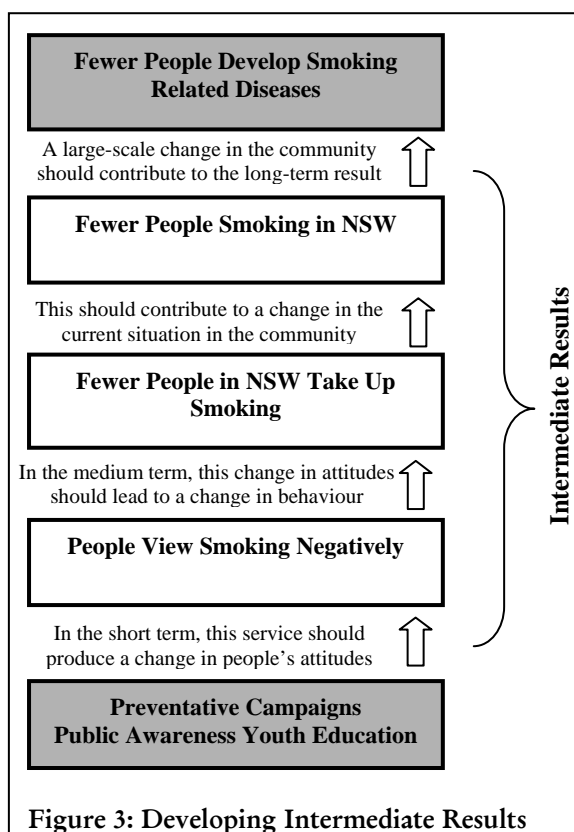 Fewer People Develop Smoking
Related Diseases
A large-scale change in the community
should contribute to the long-term result
Fewer People Smoking in NSW
This should contribute to a change in the
current situation in the community
Fewer People in NSW Take Up
Smoking
In the medium term, this change in attitudes
should lead to a change in behaviour
People View Smoking Negatively
In the short term, this service should
produce a change in people's attitudes
Preventative Campaigns
Public Awareness Youth Education
Intermediate Results
Figure 3: Developing Intermediate Results